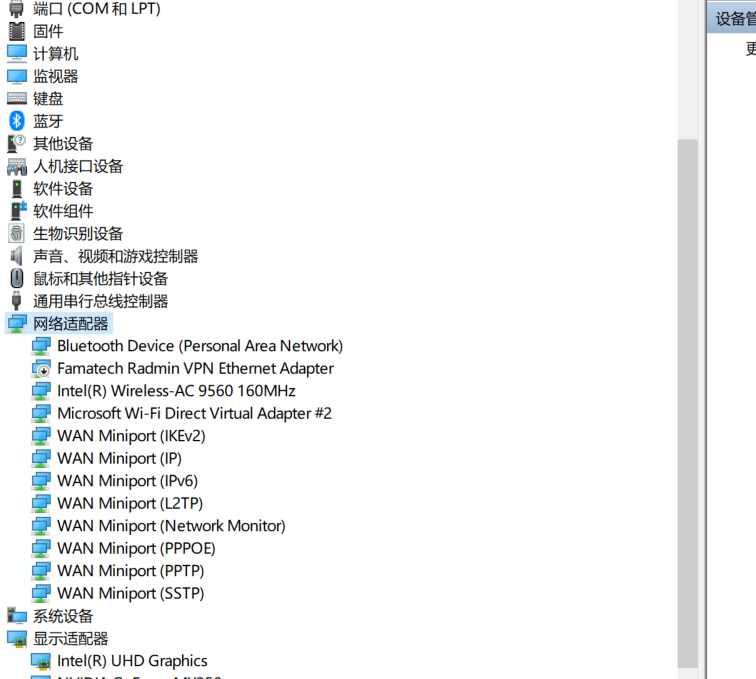 端口 (COM 和 LPT)
固件
计算机
监视器
键盘
蓝牙
其他设备
人机接口设备
软件设备
软件组件
生物识别设备
声音、视频和游戏控制器
鼠标和其他指针设备
通用串行总线控制器
网络适配器
Bluetooth Device (Personal Area Network)
Famatech Radmin VPN Ethernet Adapter
Intel(R) Wireless-AC 9560 160MHz
Microsoft Wi-Fi Direct Virtual Adapter #2
WAN Miniport (IKEv2)
WAN Miniport (IP)
WAN Miniport (IPv6)
WAN Miniport (L2TP)
WAN Miniport (Network Monitor)
WAN Miniport (PPPOE)
WAN Miniport (PPTP)
WAN Miniport (SSTP)
系统设备
显示适配器
Intel(R) UHD Graphics
设备管
更